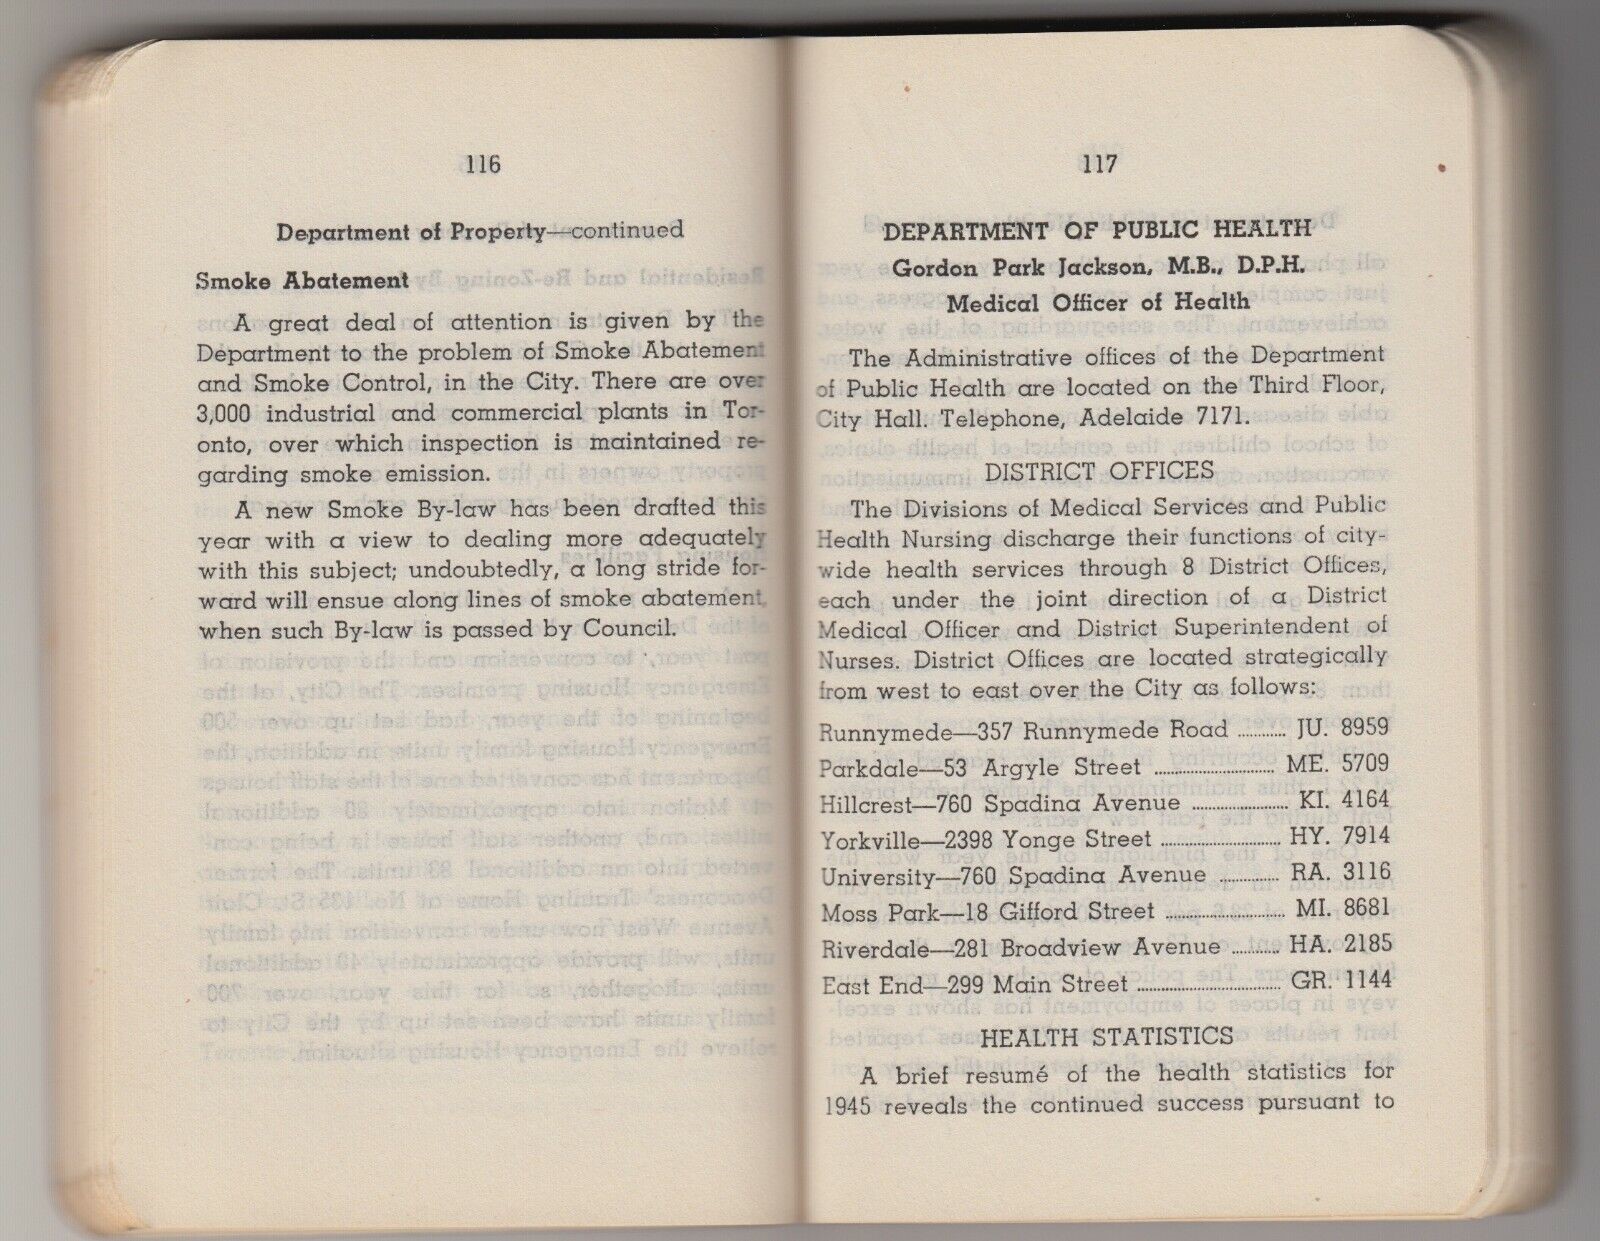 116
Department of Property—continued
Smoke Abatement
A great deal of attention is given by the
Department to the problem of Smoke Abatement
and Smoke Control, in the City. There are over
3,000 industrial and commercial plants in Tor-
onto, over which inspection is maintained re-
garding smoke emission.
A new Smoke By-law has been drafted this
year with a view to dealing more adequately
with this subject; undoubtedly, a long stride for-
ward will ensue along lines of smoke abatement,
when such By-law is passed by Council.
117
DEPARTMENT OF PUBLIC HEALTH
Gordon Park Jackson, M.B., D.P.H.
Medical Officer of Health
The Administrative offices of the Department
of Public Health are located on the Third Floor,
City Hall. Telephone, Adelaide 7171.
DISTRICT OFFICES
The Divisions of Medical Services and Public
Health Nursing discharge their functions of city-
wide health services through 8 District Offices,
each under the joint direction of a District
Medical Officer and District Superintendent of
Nurses. District Offices are located strategically
from west to east over the City as follows:
Runnymede—357 Runnymede Road ........... JU. 8959
Parkdale—53 Argyle Street ............................ ME. 5709
Hillcrest—760 Spadina Avenue ...................... KI. 4164
Yorkville—2398 Yonge Street ........................... HY. 7914
University—760 Spadina Avenue .............. RA. 3116
Moss Park—18 Gifford Street ........................... MI. 8681
Riverdale—281 Broadview Avenue ........... HA. 2185
East End—299 Main Street ................................. GR. 1144
HEALTH STATISTICS
A brief resumé of the health statistics for
1945 reveals the continued success pursuant to